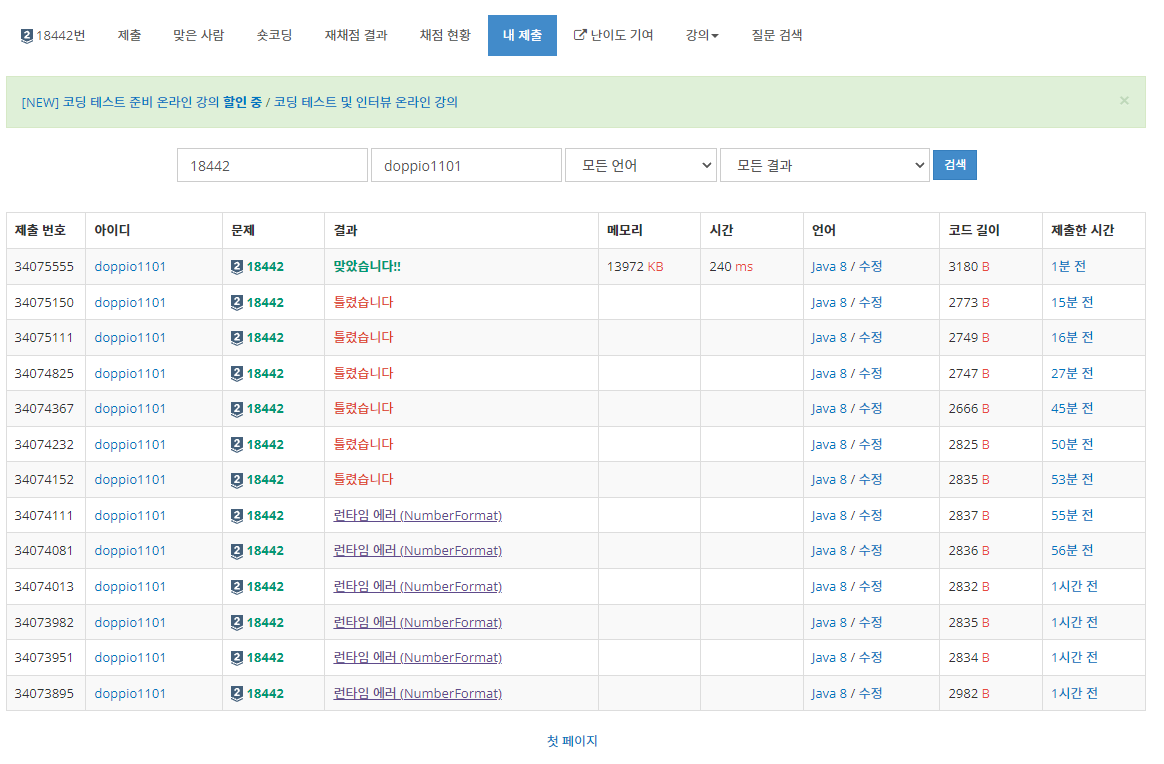 2 18442번 제출 맞은 사람 숏코딩 재채점 결과 채점 현황 내 제출 난이도 기여 강의 질문 검색
[NEW] 코딩 테스트 준비 온라인 강의 할인 중 / 코딩 테스트 및 인터뷰 온라인 강의 ×
18442 doppio1101 모든 언어 모든 결과 검색
제출 번호 아이디 문제 결과 메모리 시간 언어 코드 길이 제출한 시간
34075555 doppio1101 2 18442 맞았습니다!! 13972 KB 240 ms Java 8 / 수정 3180 B 1분 전
34075150 doppio1101 2 18442 틀렸습니다 Java 8 / 수정 2773 B 15분 전
34075111 doppio1101 2 18442 틀렸습니다 Java 8 / 수정 2749 B 16분 전
34074825 doppio1101 2 18442 틀렸습니다 Java 8 / 수정 2747 B 27분 전
34074367 doppio1101 2 18442 틀렸습니다 Java 8 / 수정 2666 B 45분 전
34074232 doppio1101 2 18442 틀렸습니다 Java 8 / 수정 2825 B 50분 전
34074152 doppio1101 2 18442 틀렸습니다 Java 8 / 수정 2835 B 53분 전
34074111 doppio1101 2 18442 런타임 에러 (NumberFormat) Java 8 / 수정 2837 B 55분 전
34074081 doppio1101 2 18442 런타임 에러 (NumberFormat) Java 8 / 수정 2836 B 56분 전
34074013 doppio1101 2 18442 런타임 에러 (NumberFormat) Java 8 / 수정 2832 B 1시간 전
34073982 doppio1101 2 18442 런타임 에러 (NumberFormat) Java 8 / 수정 2835 B 1시간 전
34073951 doppio1101 2 18442 런타임 에러 (NumberFormat) Java 8 / 수정 2834 B 1시간 전
34073895 doppio1101 2 18442 런타임 에러 (NumberFormat) Java 8 / 수정 2982 B 1시간 전
첫 페이지